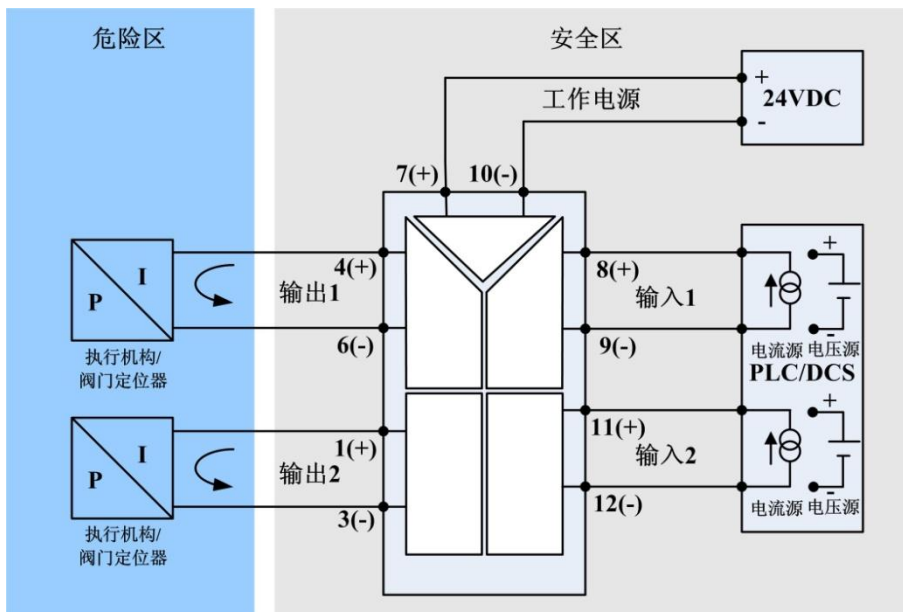 危险区
安全区
+
24VDC
-
工作电源
7(+)
10(-)
P
I
执行机构/
阀门定位器
4(+)
输出1
6(-)
8(+)
输入1
9(-)
+
-
电流源
电压源
PLC/DCS
P
I
执行机构/
阀门定位器
1(+)
输出2
3(-)
11(+)
输入2
12(-)
+
-
电流源
电压源